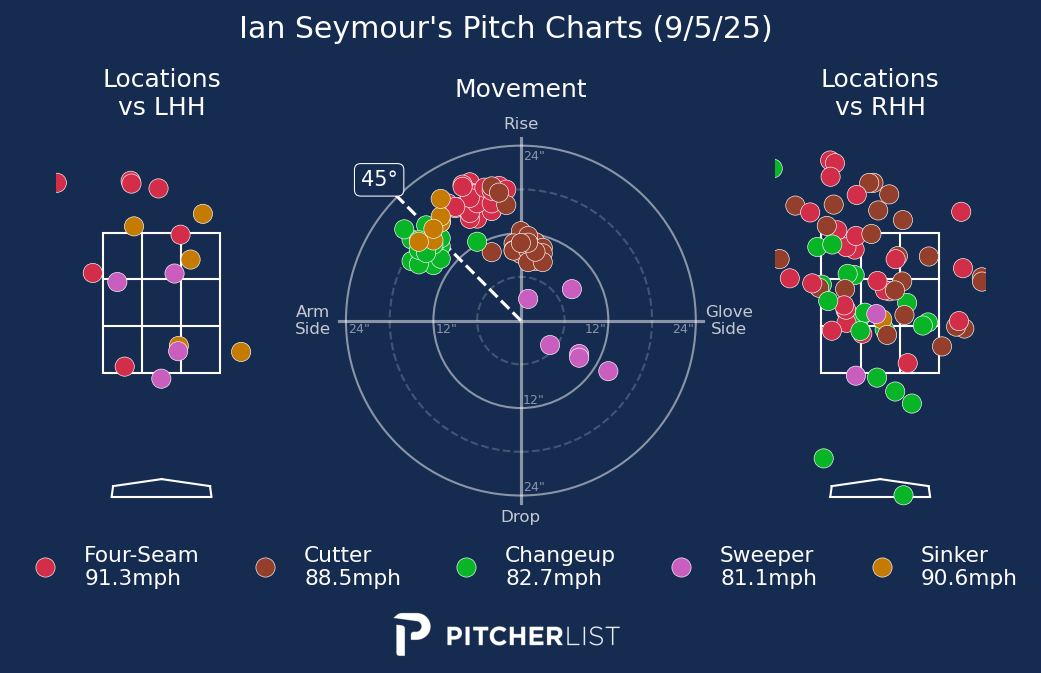 Ian Seymour's Pitch Charts (9/5/25)
Locations
vs LHH
Movement
Locations
vs RHH
Rise
24"
45°
Arm
Side
24"
12"
12"
24"
Glove
Side
12"
24"
Drop
Four-Seam
91.3mph
Cutter
88.5mph
Changeup
82.7mph
Sweeper
81.1mph
Sinker
90.6mph
PITCHERLIST